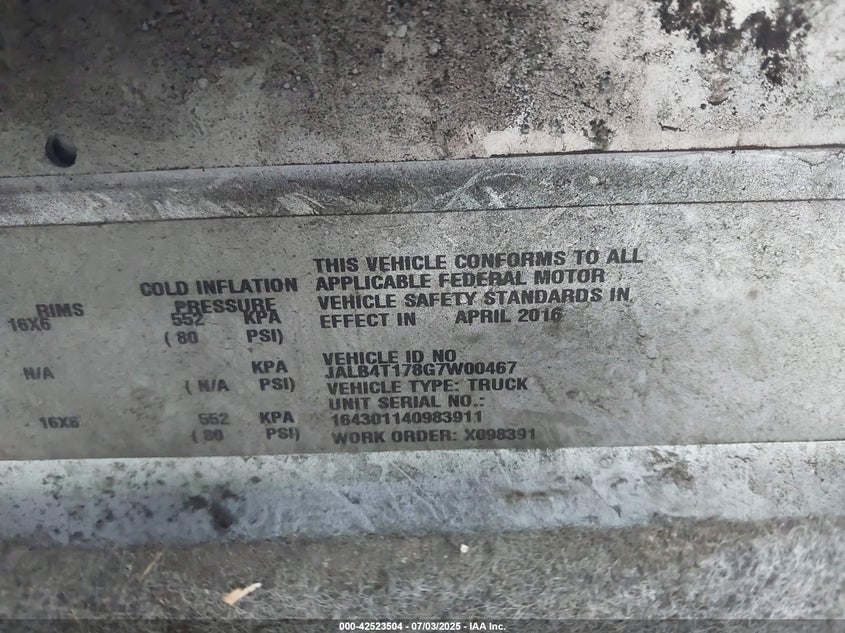 RIMS COLD INFLATION
PRESSURE
16X6 552 KPA
(80 PSI)
N/A KPA
(N/A PSI)
16X6 552 KPA
(80 PSI)
THIS VEHICLE CONFORMS TO ALL
APPLICABLE FEDERAL MOTOR
VEHICLE SAFETY STANDARDS IN
EFFECT IN APRIL 2016
VEHICLE ID NO
JALB4T178G7W00467
VEHICLE TYPE: TRUCK
UNIT SERIAL NO.:
164301140983911
WORK ORDER: X098391
000-42523504 - 07/03/2025 - IAA Inc.